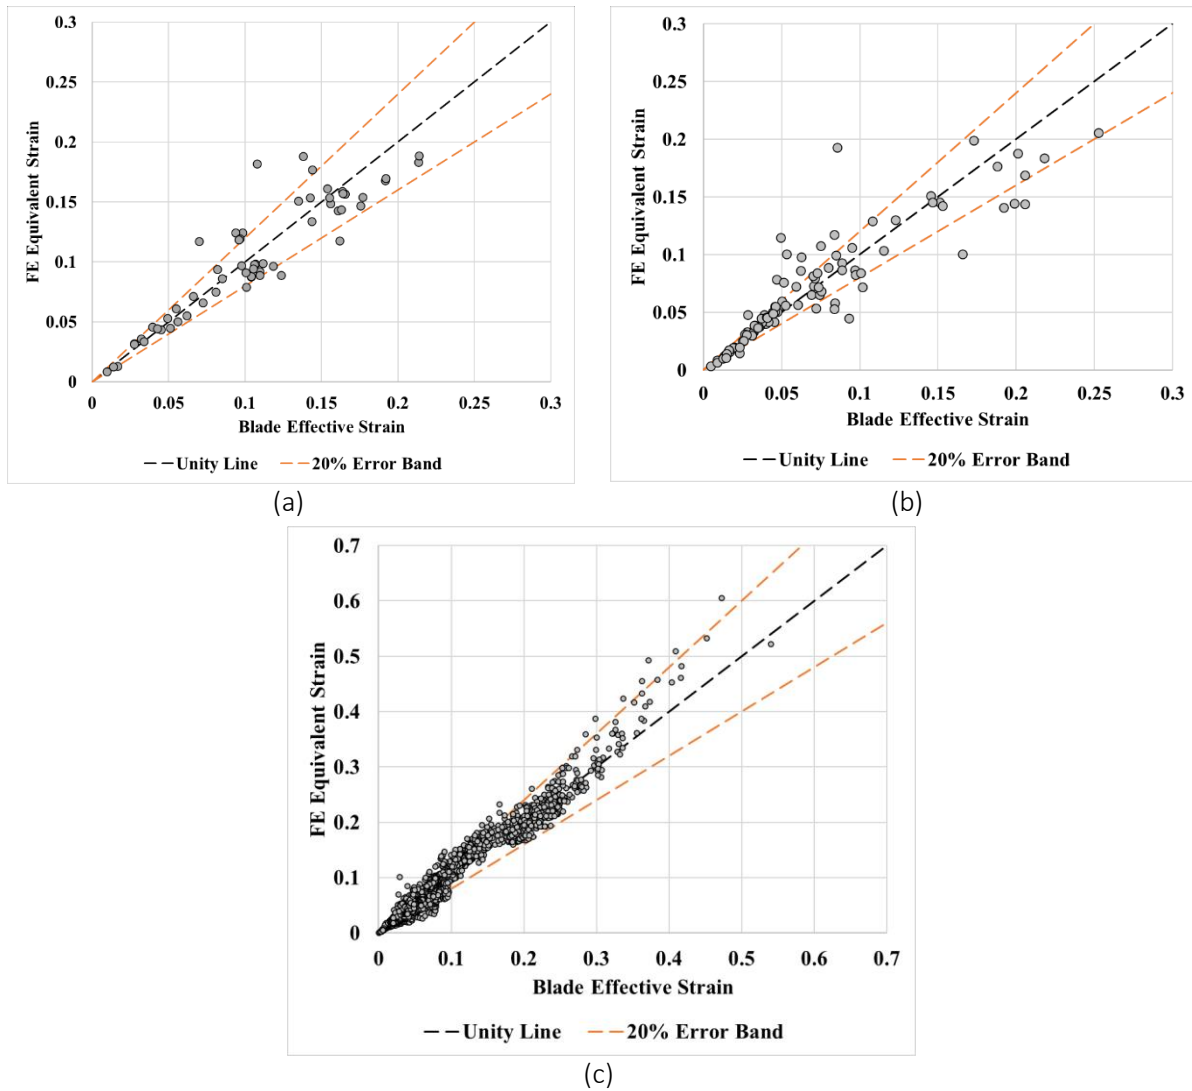 0.3
0.25
0.2
0.15
0.1
0.05
0
FE Equivalent Strain
0 0.05 0.1 0.15 0.2 0.25 0.3
Blade Effective Strain
Unity Line 20% Error Band
(a)
0.3
0.25
0.2
0.15
0.1
0.05
0
FE Equivalent Strain
0 0.05 0.1 0.15 0.2 0.25 0.3
Blade Effective Strain
Unity Line 20% Error Band
(b)
0.7
0.6
0.5
0.4
0.3
0.2
0.1
0
FE Equivalent Strain
0 0.1 0.2 0.3 0.4 0.5 0.6 0.7
Blade Effective Strain
Unity Line 20% Error Band
(c)